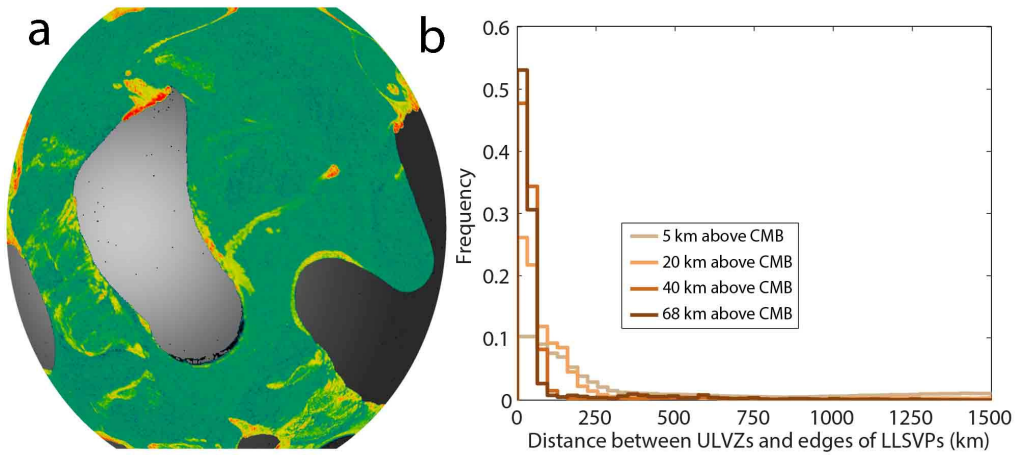 a
b
0.6
0.5
0.4
0.3
0.2
0.1
0
Frequency
5 km above CMB
20 km above CMB
40 km above CMB
68 km above CMB
0 250 500 750 1000 1250 1500
Distance between ULVZs and edges of LLSVPs (km)